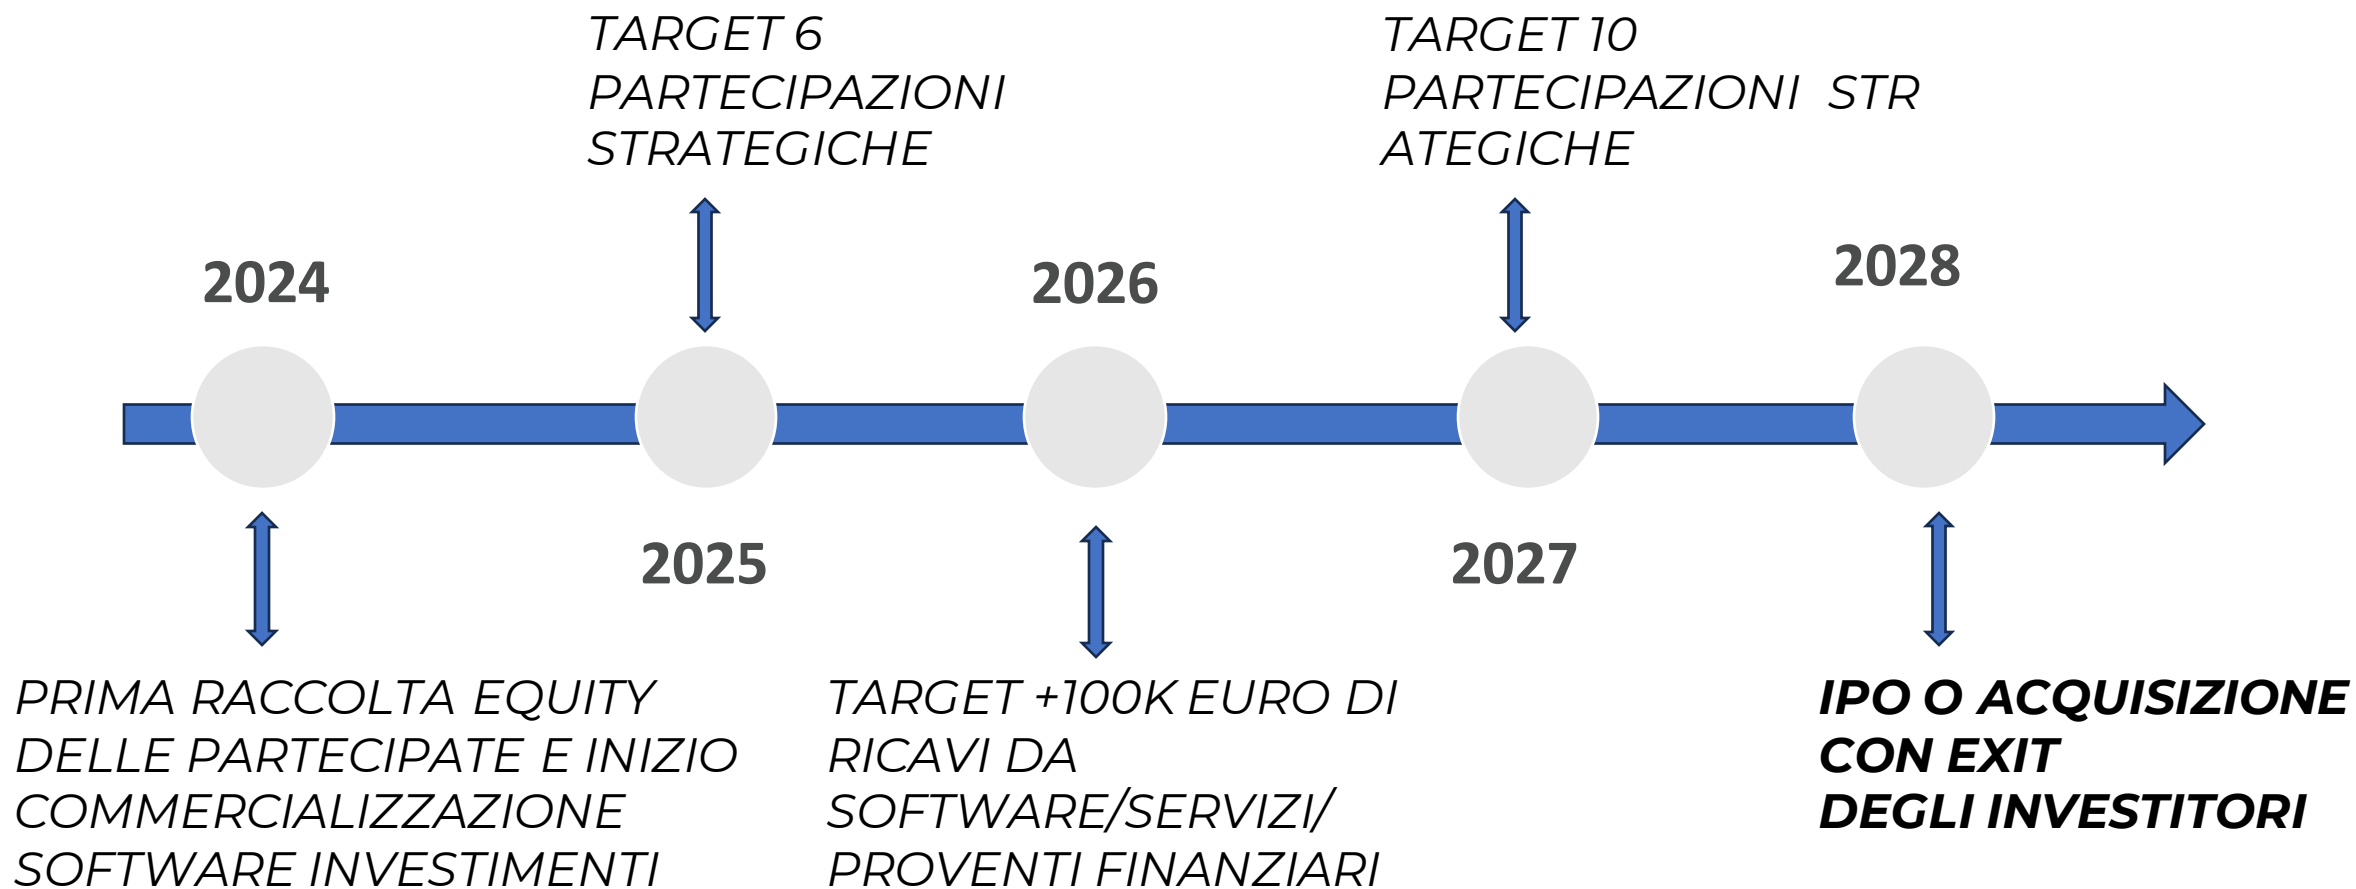 TARGET 6
PARTECIPAZIONI
STRATEGICHE
TARGET 10
PARTECIPAZIONI STR
ATEGICHE
2024
2026
2028
2025
2027
PRIMA RACCOLTA EQUITY
DELLE PARTECIPATE E INIZIO
COMMERCIALIZZAZIONE
SOFTWARE INVESTIMENTI
TARGET +100K EURO DI
RICAVI DA
SOFTWARE/SERVIZI/
PROVENTI FINANZIARI
IPO O ACQUISIZIONE
CON EXIT
DEGLI INVESTITORI